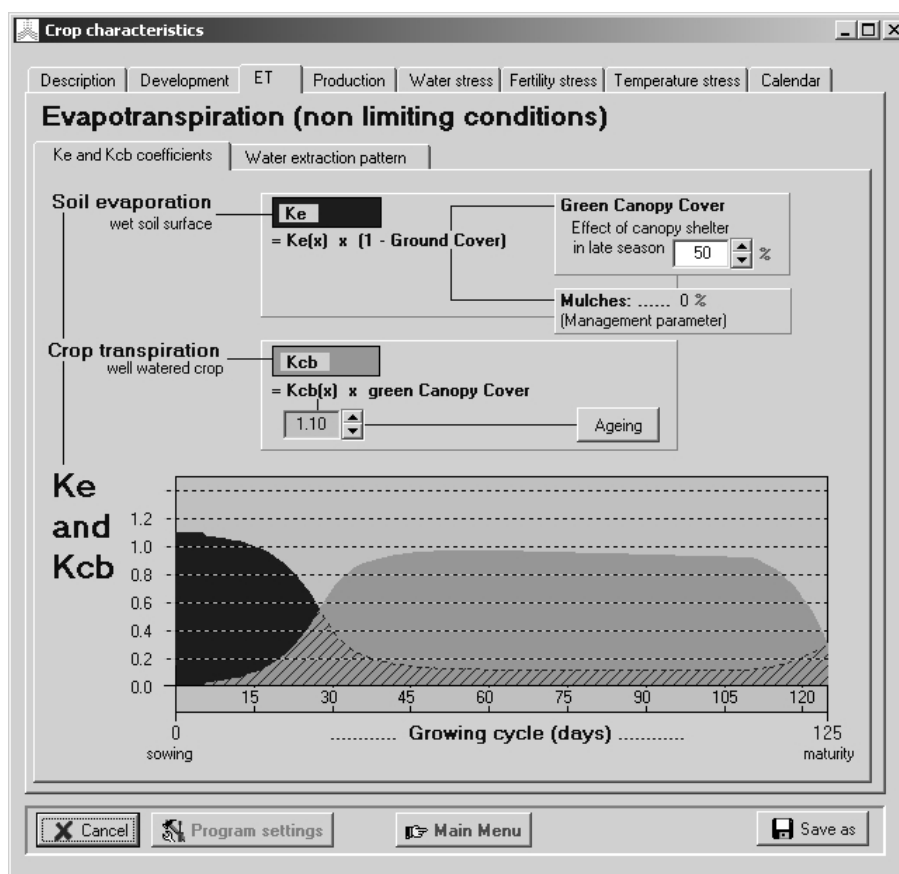 Crop characteristics
Description Development ET Production Water stress Fertility stress Temperature stress Calendar
Evapotranspiration (non limiting conditions)
Ke and Kcb coefficients Water extraction pattern
Soil evaporation
wet soil surface
Ke
= Ke(x) x (1 - Ground Cover)
Green Canopy Cover
Effect of canopy shelter
in late season 50 %
Mulches: ...... 0 %
(Management parameter)
Crop transpiration
well watered crop
Kcb
= Kcb(x) x green Canopy Cover
1.10
Ageing
Ke
and
Kcb
1.2
1.0
0.8
0.6
0.4
0.2
0.0
15 30 45 60 75 90 105 120
0 .......... Growing cycle (days) .......... 125
sowing maturity
Cancel Program settings Main Menu Save as